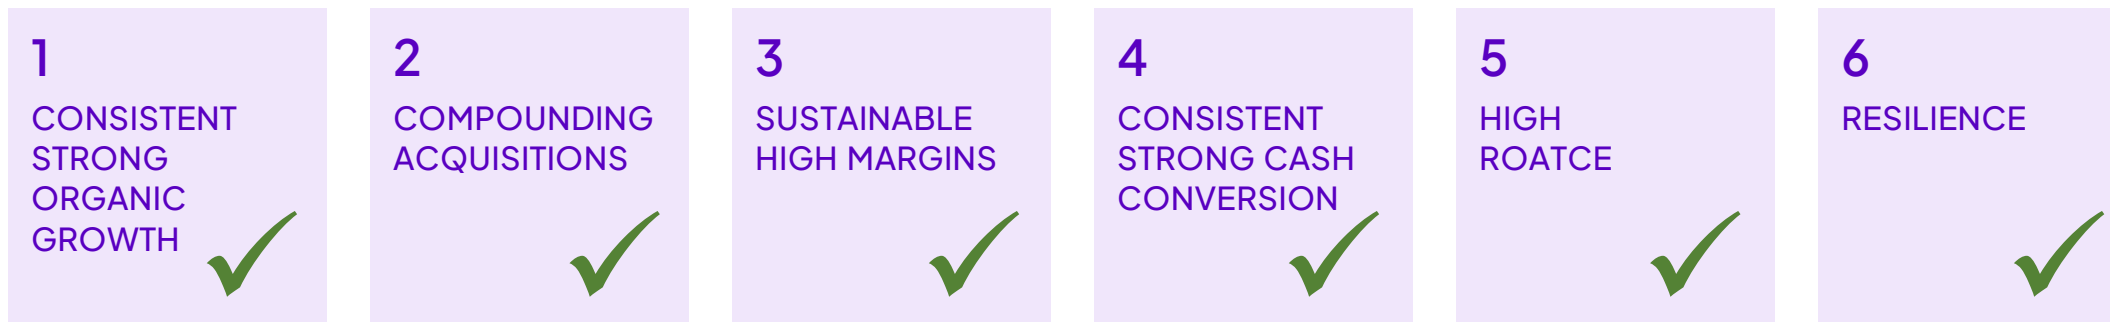 1
CONSISTENT
STRONG
ORGANIC
GROWTH
2
COMPOUNDING
ACQUISITIONS
3
SUSTAINABLE
HIGH MARGINS
4
CONSISTENT
STRONG CASH
CONVERSION
5
HIGH
ROATCE
6
RESILIENCE